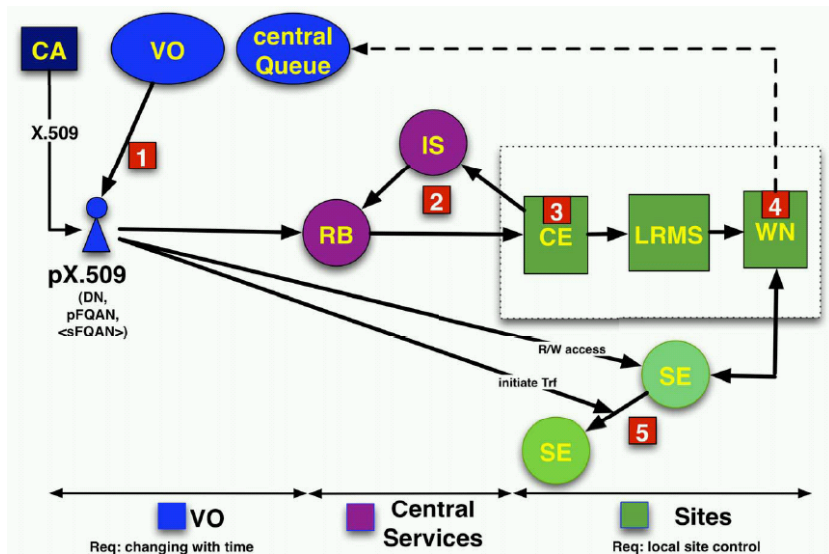 CA
VO
central
Queue
X.509
1
IS
2
3
4
RB
CE
LRMS
WN
pX.509
(DN,
pFQAN,
<sFQAN>)
R/W access
SE
initiate Trf
5
SE
VO
Central
Services
Sites
Req: changing with time
Req: local site control